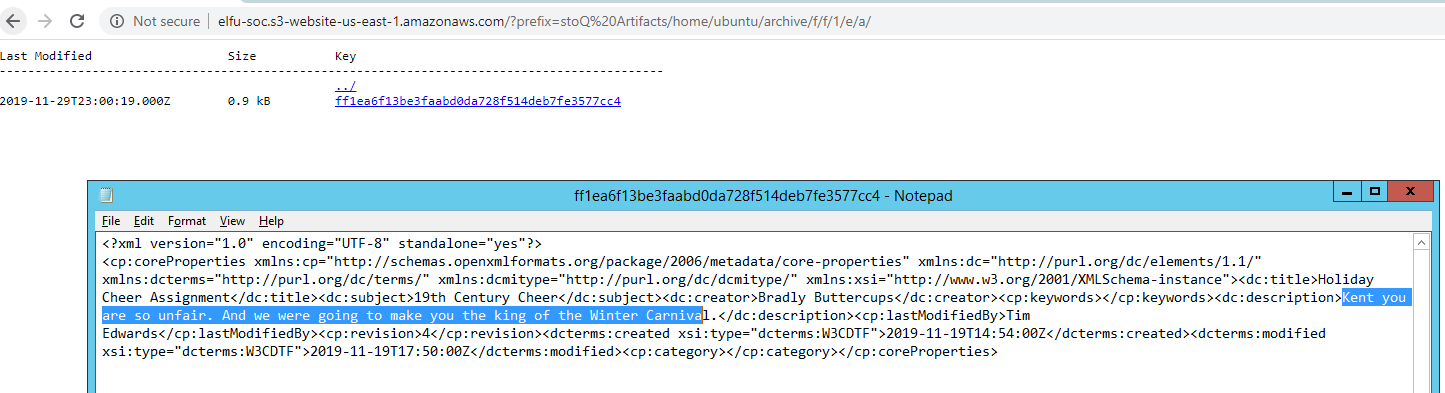 Not secure | elfu-soc.s3-website-us-east-1.amazonaws.com/?prefix=stoQ%20Artifacts/home/ubuntu/archive/f/f/1/e/a/
Last Modified Size Key
----------------------------------------------------------------------------------------
../
2019-11-29T23:00:19.000Z 0.9 kB ff1ea6f13be3faabd0da728f514deb7fe3577cc4
ff1ea6f13be3faabd0da728f514deb7fe3577cc4 - Notepad
File Edit Format View Help
<?xml version="1.0" encoding="UTF-8" standalone="yes"?>
<cp:coreProperties xmlns:cp="http://schemas.openxmlformats.org/package/2006/metadata/core-properties" xmlns:dc="http://purl.org/dc/elements/1.1/"
xmlns:dcterms="http://purl.org/dc/terms/" xmlns:dcmitype="http://purl.org/dc/dcmitype/" xmlns:xsi="http://www.w3.org/2001/XMLSchema-instance"><dc:title>Holiday
Cheer Assignment</dc:title><dc:subject>19th Century Cheer</dc:subject><dc:creator>Bradly Buttercups</dc:creator><cp:keywords></cp:keywords><dc:description>Kent you
are so unfair. And we were going to make you the king of the Winter Carnival.</dc:description><cp:lastModifiedBy>Tim
Edwards</cp:lastModifiedBy><cp:revision>4</cp:revision><dcterms:created xsi:type="dcterms:W3CDTF">2019-11-19T14:54:00Z</dcterms:created><dcterms:modified
xsi:type="dcterms:W3CDTF">2019-11-19T17:50:00Z</dcterms:modified><cp:category></cp:category></cp:coreProperties>